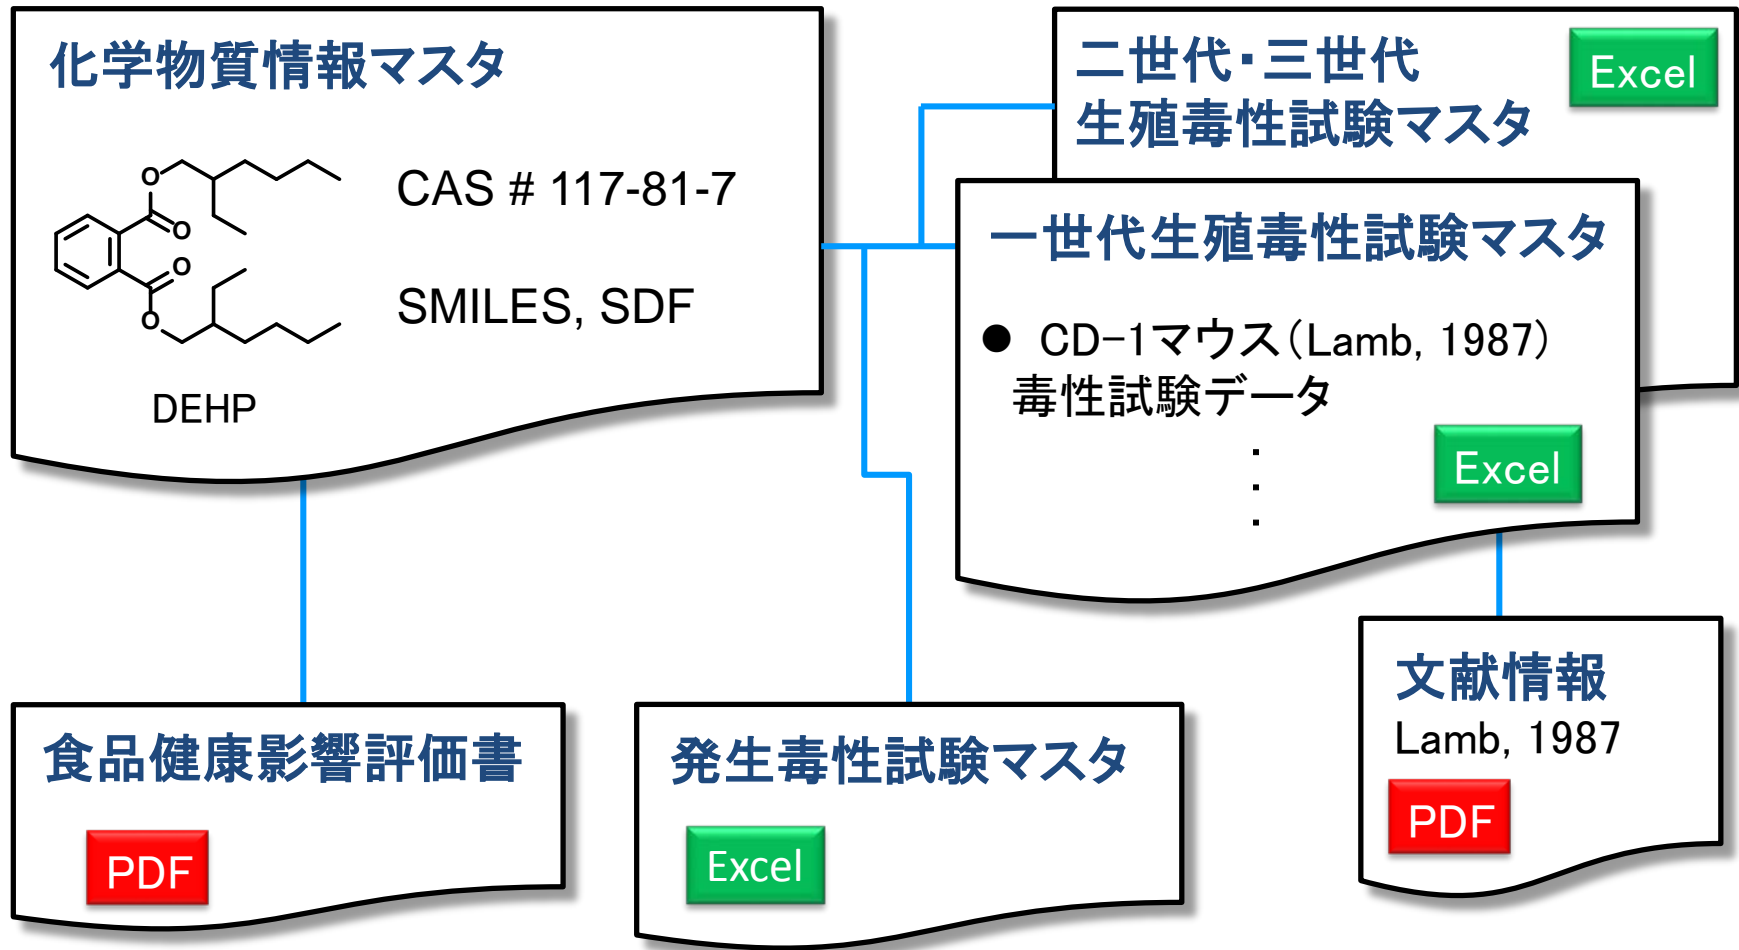 化学物質情報マスタ
O
O
O
O
CAS # 117-81-7
SMILES, SDF
DEHP
二世代・三世代
生殖毒性試験マスタ
Excel
一世代生殖毒性試験マスタ
● CD-1マウス（Lamb, 1987）
毒性試験データ
.
.
.
Excel
食品健康影響評価書
PDF
発生毒性試験マスタ
Excel
文献情報
Lamb, 1987
PDF